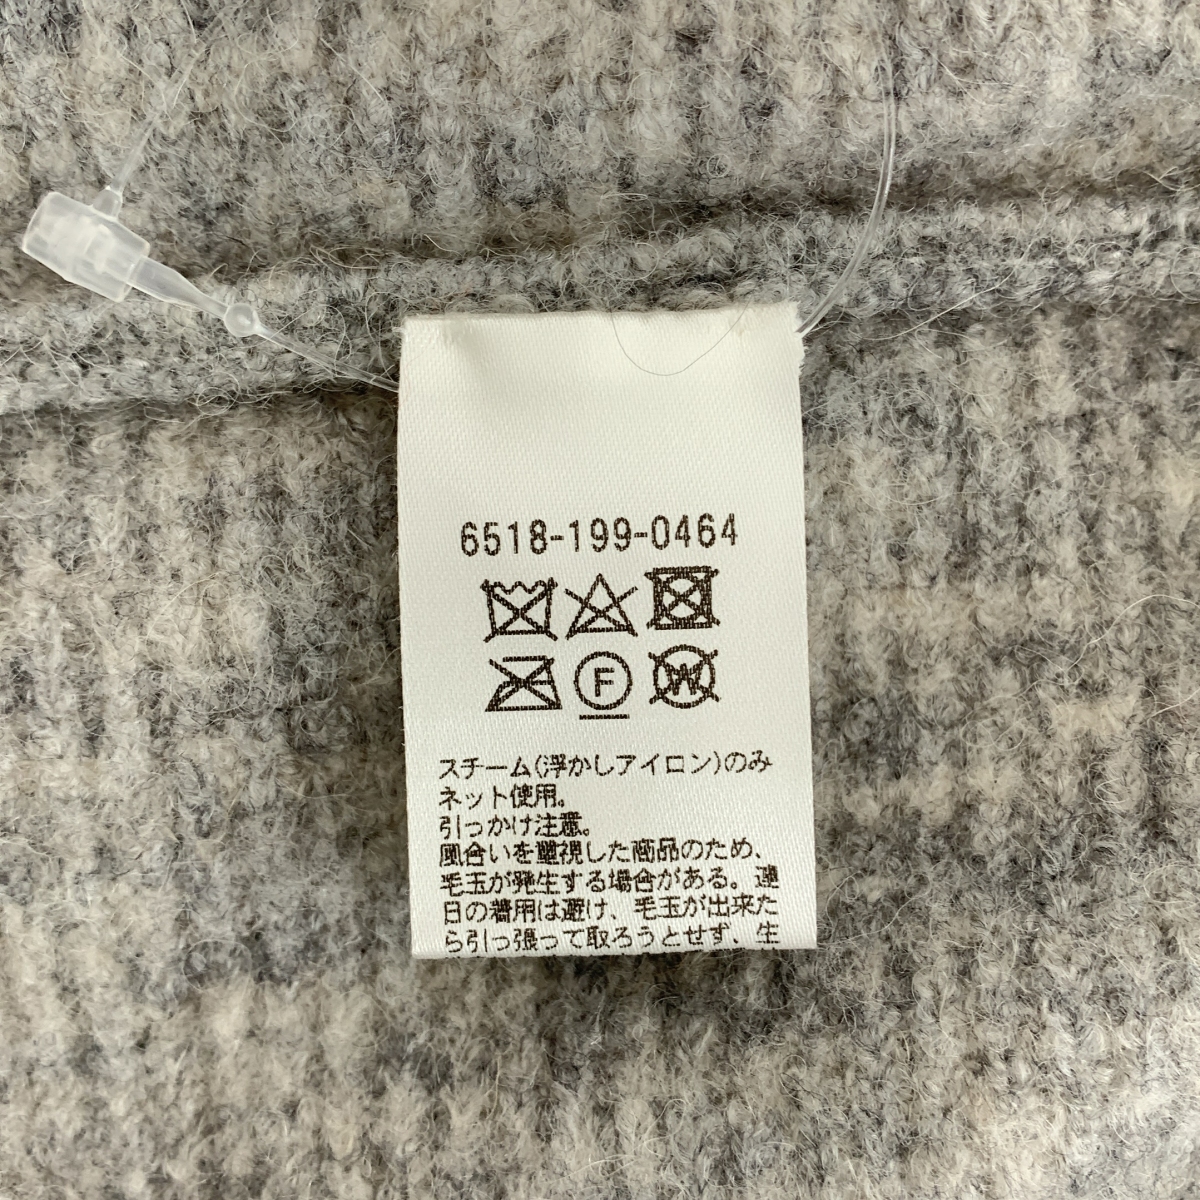 6518-199-0464
F
W
スチーム(浮かしアイロン)のみ
ネット使用。
引っかけ注意。
風合いを重視した商品のため、
毛玉が発生する場合がある。連
日の着用は避け、毛玉が出来た
ら引っ張って取ろうとせず、生